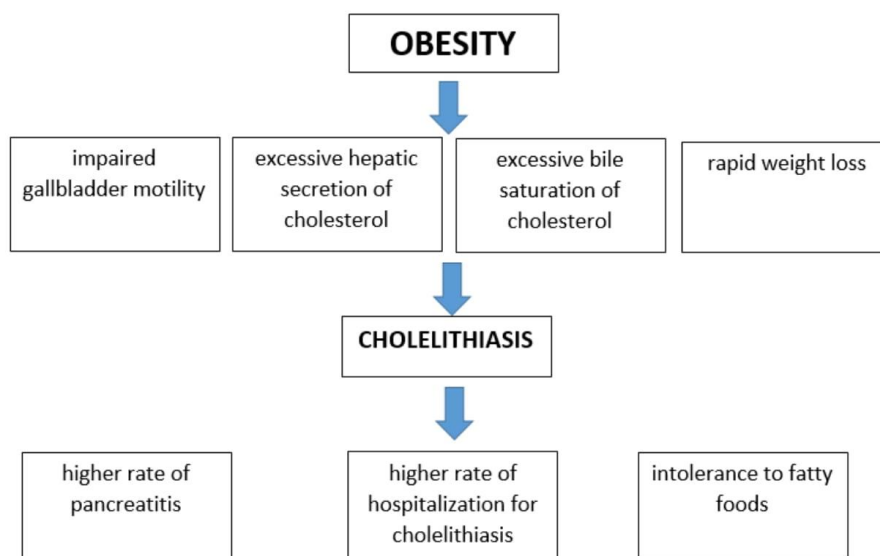 OBESITY
impaired
gallbladder motility
excessive hepatic
secretion of
cholesterol
excessive bile
saturation of
cholesterol
rapid weight loss
CHOLELITHIASIS
higher rate of
pancreatitis
higher rate of
hospitalization for
cholelithiasis
intolerance to fatty
foods